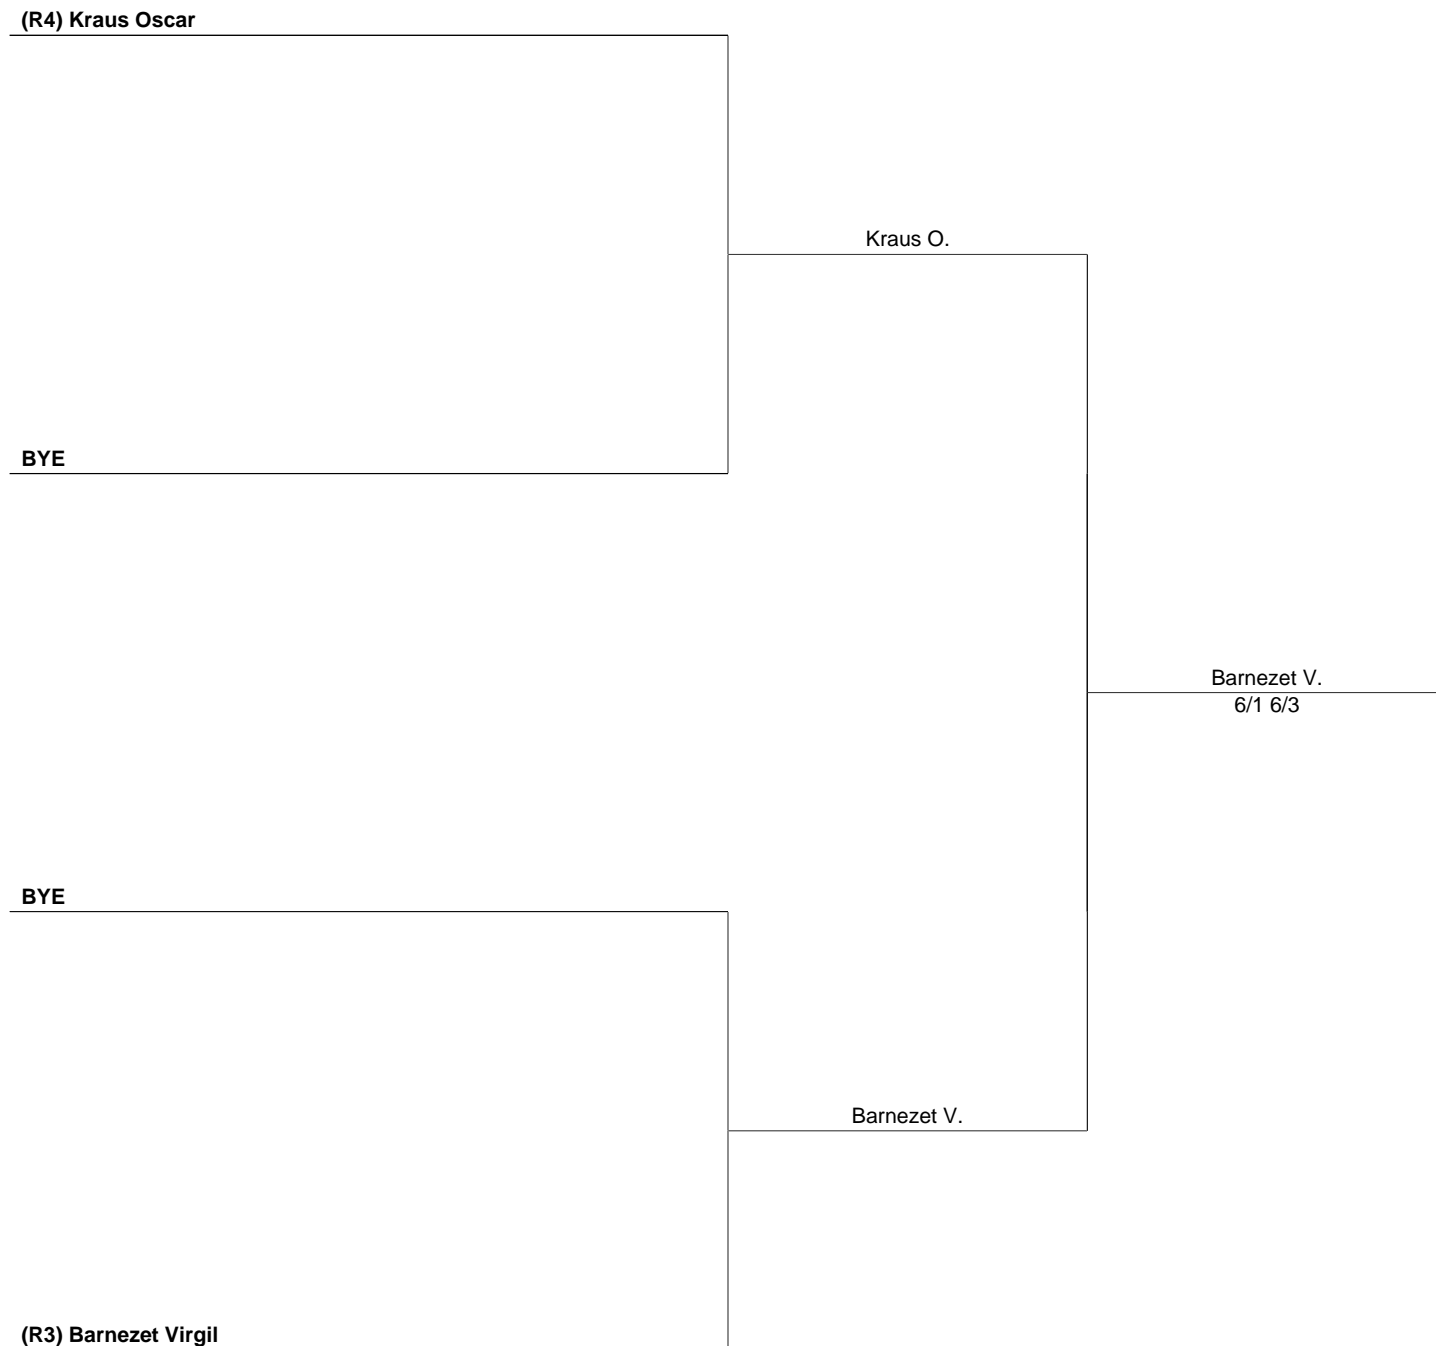 (R4) Kraus Oscar
Kraus O.
BYE
Barnezet V.
6/1 6/3
BYE
Barnezet V.
(R3) Barnezet Virgil